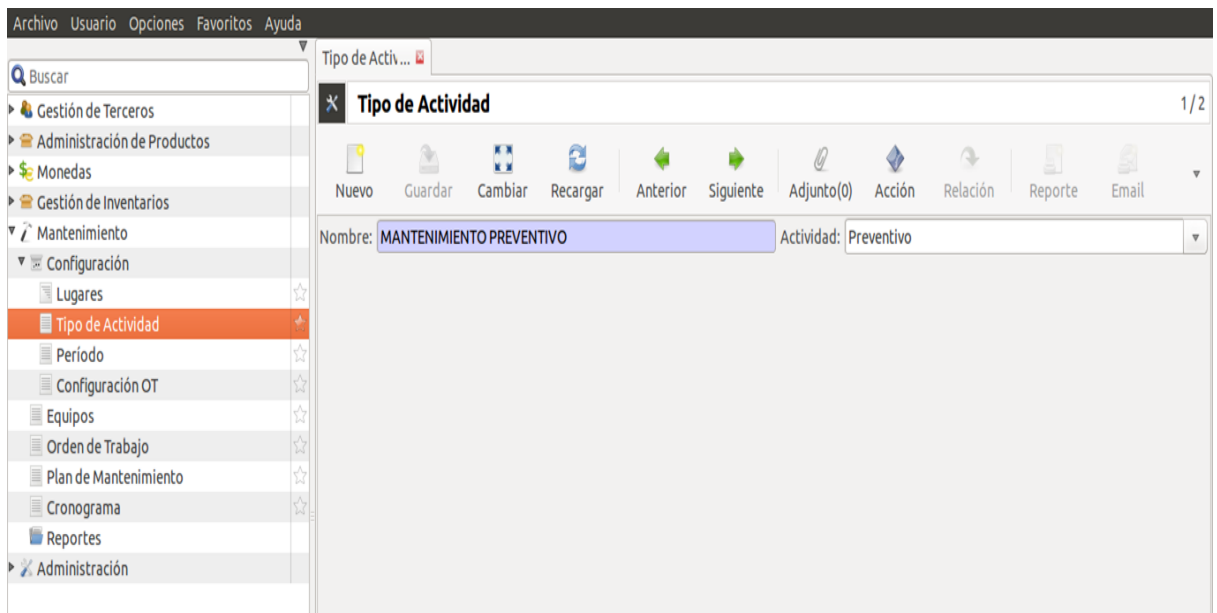 Archivo Usuario Opciones Favoritos Ayuda
Buscar
Gestión de Terceros
Administración de Productos
Monedas
Gestión de Inventarios
Mantenimiento
Configuración
Lugares
Tipo de Actividad
Período
Configuración OT
Equipos
Orden de Trabajo
Plan de Mantenimiento
Cronograma
Reportes
Administración
Tipo de Activ...
Tipo de Actividad 1 / 2
Nuevo Guardar Cambiar Recargar Anterior Siguiente Adjunto(0) Acción Relación Reporte Email
Nombre: MANTENIMIENTO PREVENTIVO Actividad: Preventivo